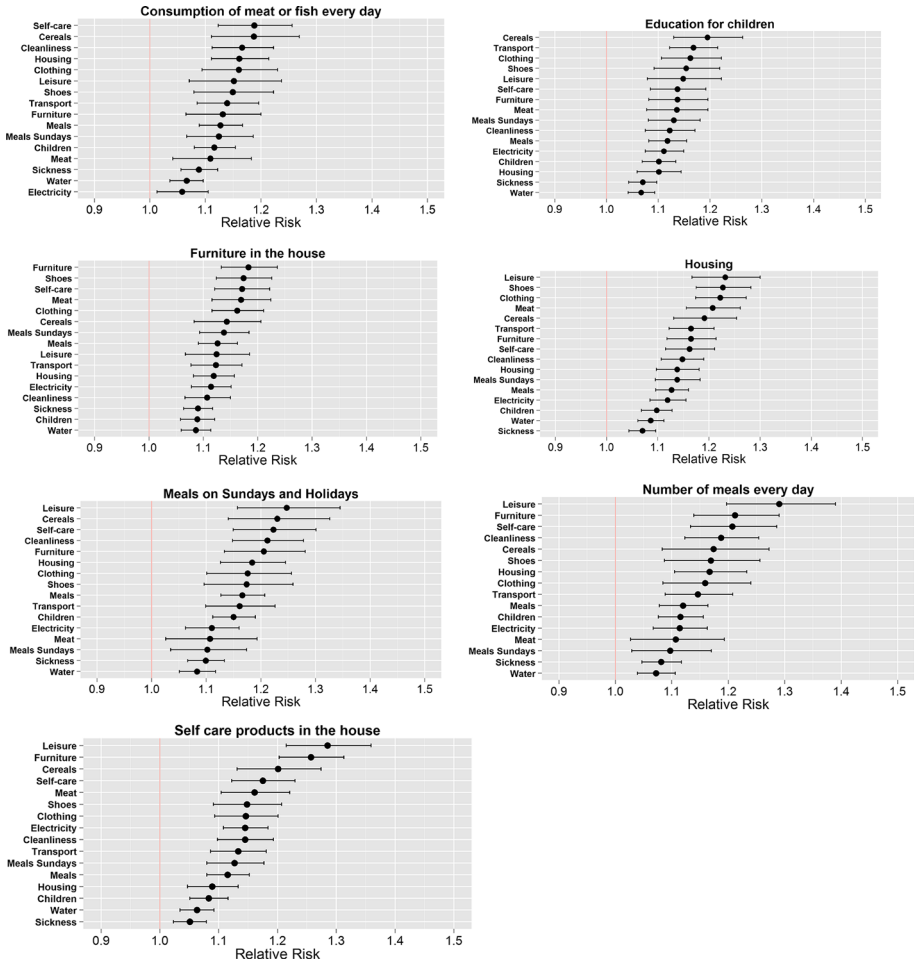 Consumption of meat or fish every day
Self-care
Cereals
Cleanliness
Housing
Clothing
Leisure
Shoes
Transport
Furniture
Meals
Meals Sundays
Children
Meat
Sickness
Water
Electricity
0.9 1.0 1.1 1.2 1.3 1.4 1.5
Relative Risk
Education for children
Cereals
Transport
Clothing
Shoes
Leisure
Self-care
Furniture
Meat
Meals Sundays
Cleanliness
Meals
Electricity
Children
Housing
Sickness
Water
0.9 1.0 1.1 1.2 1.3 1.4 1.5
Relative Risk
Furniture in the house
Furniture
Shoes
Self-care
Meat
Clothing
Cereals
Meals Sundays
Meals
Leisure
Transport
Housing
Electricity
Cleanliness
Sickness
Children
Water
0.9 1.0 1.1 1.2 1.3 1.4 1.5
Relative Risk
Housing
Leisure
Shoes
Clothing
Meat
Cereals
Transport
Furniture
Self-care
Cleanliness
Housing
Meals Sundays
Meals
Electricity
Children
Water
Sickness
0.9 1.0 1.1 1.2 1.3 1.4 1.5
Relative Risk
Meals on Sundays and Holidays
Leisure
Cereals
Self-care
Cleanliness
Furniture
Housing
Clothing
Shoes
Meals
Transport
Children
Electricity
Meat
Meals Sundays
Sickness
Water
0.9 1.0 1.1 1.2 1.3 1.4 1.5
Relative Risk
Number of meals every day
Leisure
Furniture
Self-care
Cleanliness
Cereals
Shoes
Housing
Clothing
Transport
Meals
Children
Electricity
Meat
Meals Sundays
Sickness
Water
0.9 1.0 1.1 1.2 1.3 1.4 1.5
Relative Risk
Self care products in the house
Leisure
Furniture
Cereals
Self-care
Meat
Shoes
Clothing
Electricity
Cleanliness
Transport
Meals Sundays
Meals
Housing
Children
Water
Sickness
0.9 1.0 1.1 1.2 1.3 1.4 1.5
Relative Risk